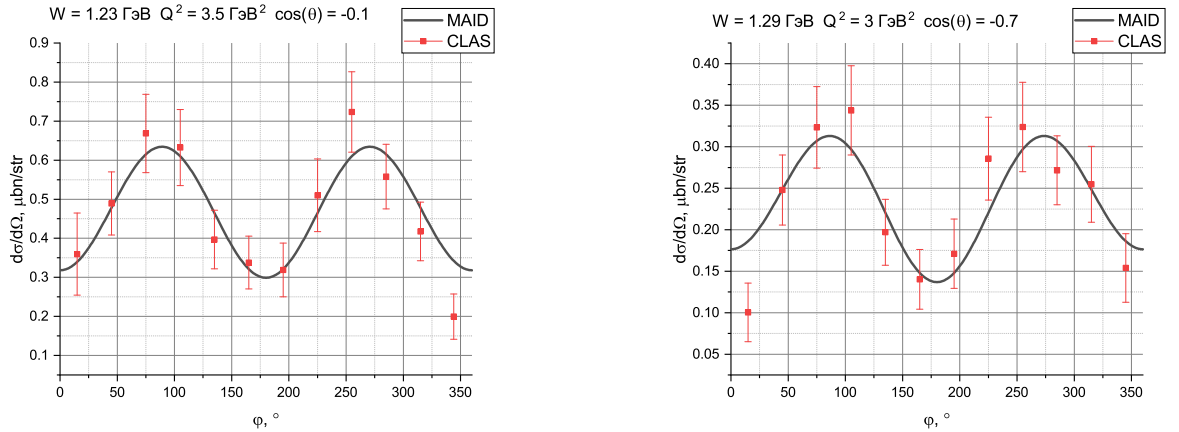 W = 1.23 ГэВ Q² = 3.5 ГэВ² cos(θ) = -0.1
MAID
CLAS
0.9
0.8
0.7
0.6
0.5
0.4
0.3
0.2
0.1
dσ/dΩ, μbn/str
0 50 100 150 200 250 300 350
φ, °
W = 1.29 ГэВ Q² = 3 ГэВ² cos(θ) = -0.7
MAID
CLAS
0.40
0.35
0.30
0.25
0.20
0.15
0.10
0.05
dσ/dΩ, μbn/str
0 50 100 150 200 250 300 350
φ, °